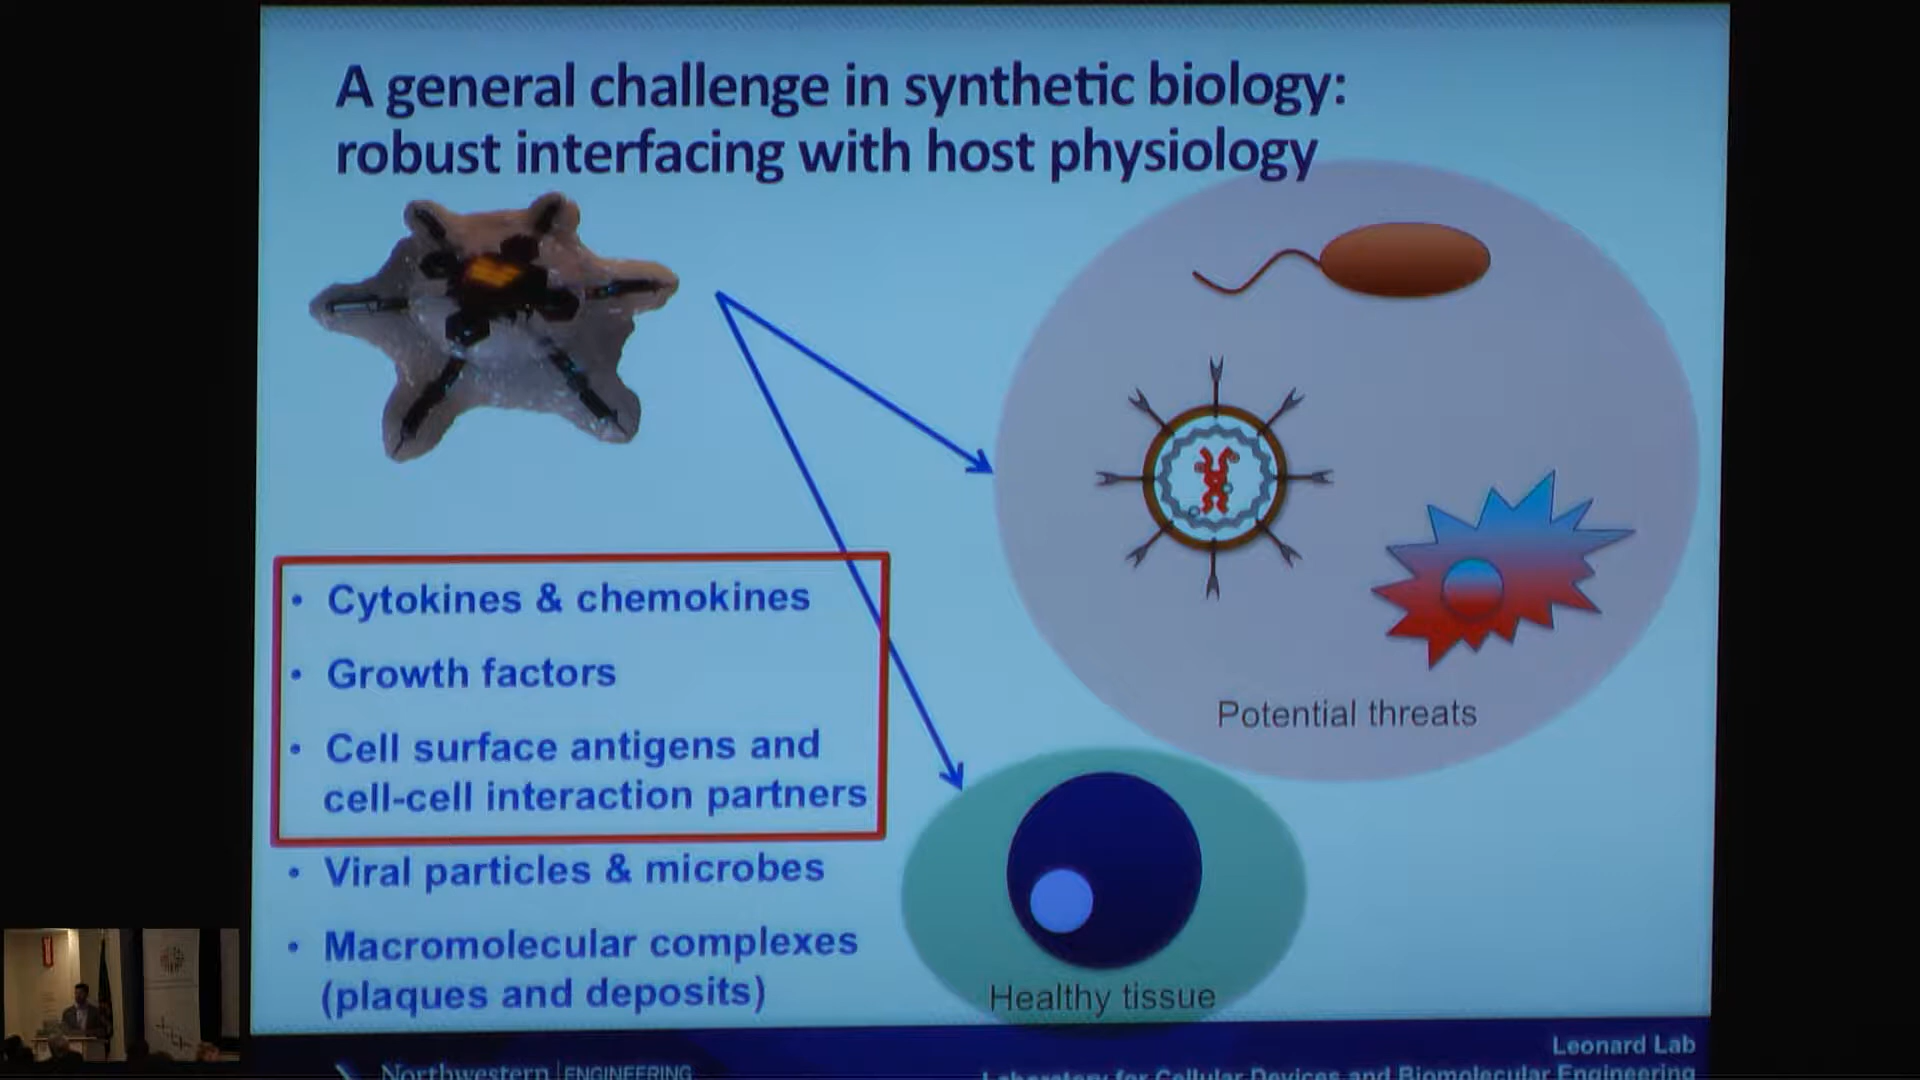 A general challenge in synthetic biology:
robust interfacing with host physiology
• Cytokines & chemokines
• Growth factors
• Cell surface antigens and
cell-cell interaction partners
• Viral particles & microbes
• Macromolecular complexes
(plaques and deposits)
Potential threats
Healthy tissue
Northwestern | ENGINEERING
Leonard Lab
Laboratory for Cellular Devices and Biomolecular Engineering